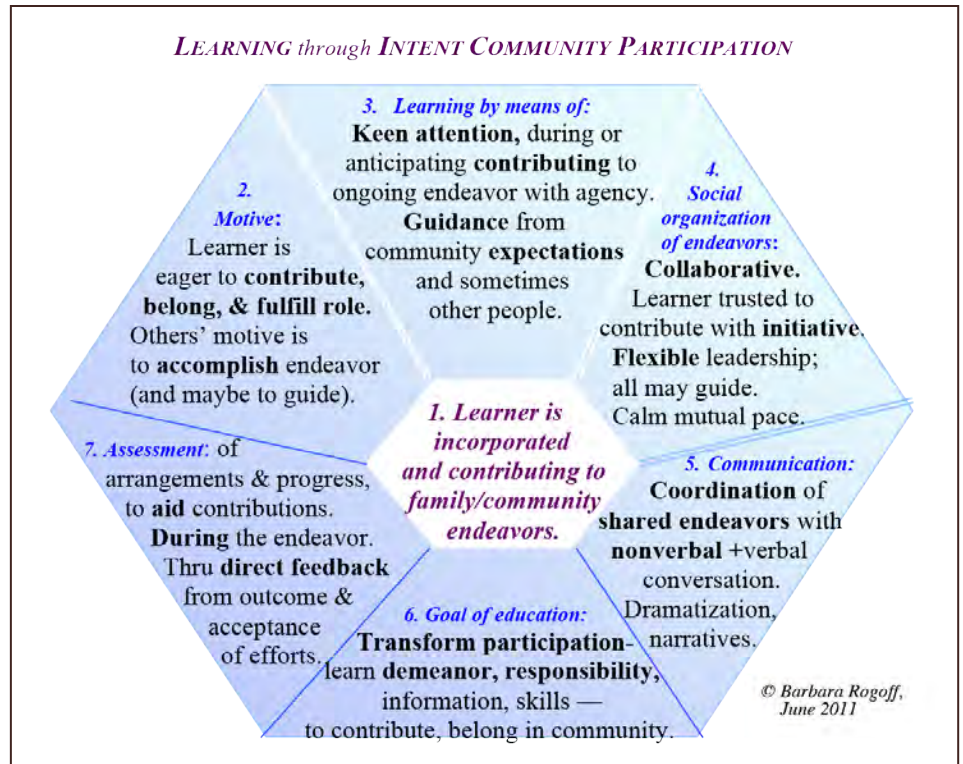 LEARNING through INTENT COMMUNITY PARTICIPATION
1. Learner is
incorporated
and contributing to
family/community
endeavors.
2.
Motive:
Learner is
eager to contribute,
belong, & fulfill role.
Others' motive is
to accomplish endeavor
(and maybe to guide).
3. Learning by means of:
Keen attention, during or
anticipating contributing to
ongoing endeavor with agency.
Guidance from
community expectations
and sometimes
other people.
4.
Social
organization
of endeavors:
Collaborative.
Learner trusted to
contribute with initiative.
Flexible leadership;
all may guide.
Calm mutual pace.
5. Communication:
Coordination of
shared endeavors with
nonverbal +verbal
conversation.
Dramatization,
narratives.
6. Goal of education:
Transform participation-
learn demeanor, responsibility,
information, skills —
to contribute, belong in community.
7. Assessment: of
arrangements & progress,
to aid contributions.
During the endeavor.
Thru direct feedback
from outcome &
acceptance
of efforts.
© Barbara Rogoff,
June 2011